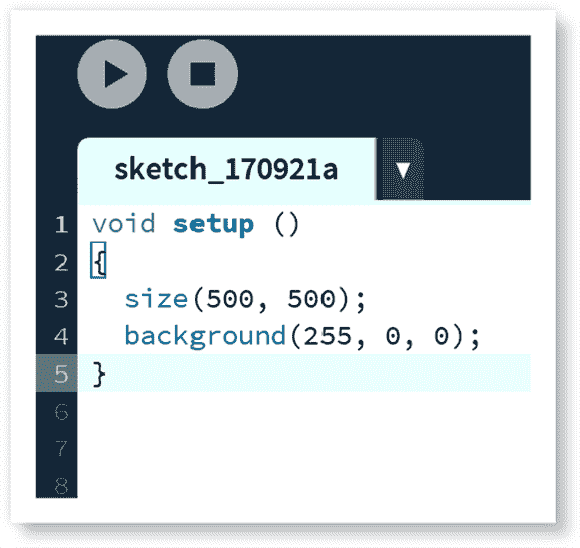 sketch_170921a
1 void setup ()
2 {
3 size(500, 500);
4 background(255, 0, 0);
5 }
6
7
8